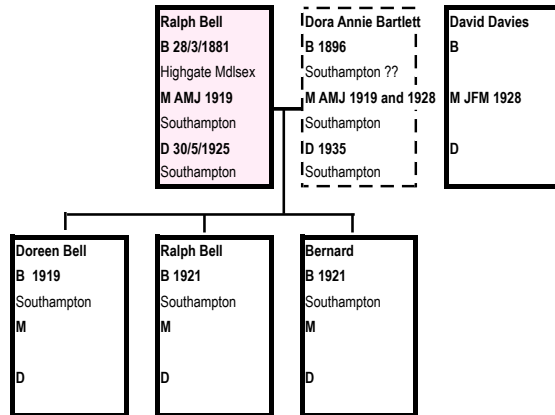 Ralph Bell
B 28/3/1881
Highgate Mdlsex
M AMJ 1919
Southampton
D 30/5/1925
Southampton
Dora Annie Bartlett
B 1896
Southampton ??
M AMJ 1919 and 1928
Southampton
D 1935
Southampton
David Davies
B
M JFM 1928
D
Doreen Bell
B 1919
Southampton
M
D
Ralph Bell
B 1921
Southampton
M
D
Bernard
B 1921
Southampton
M
D